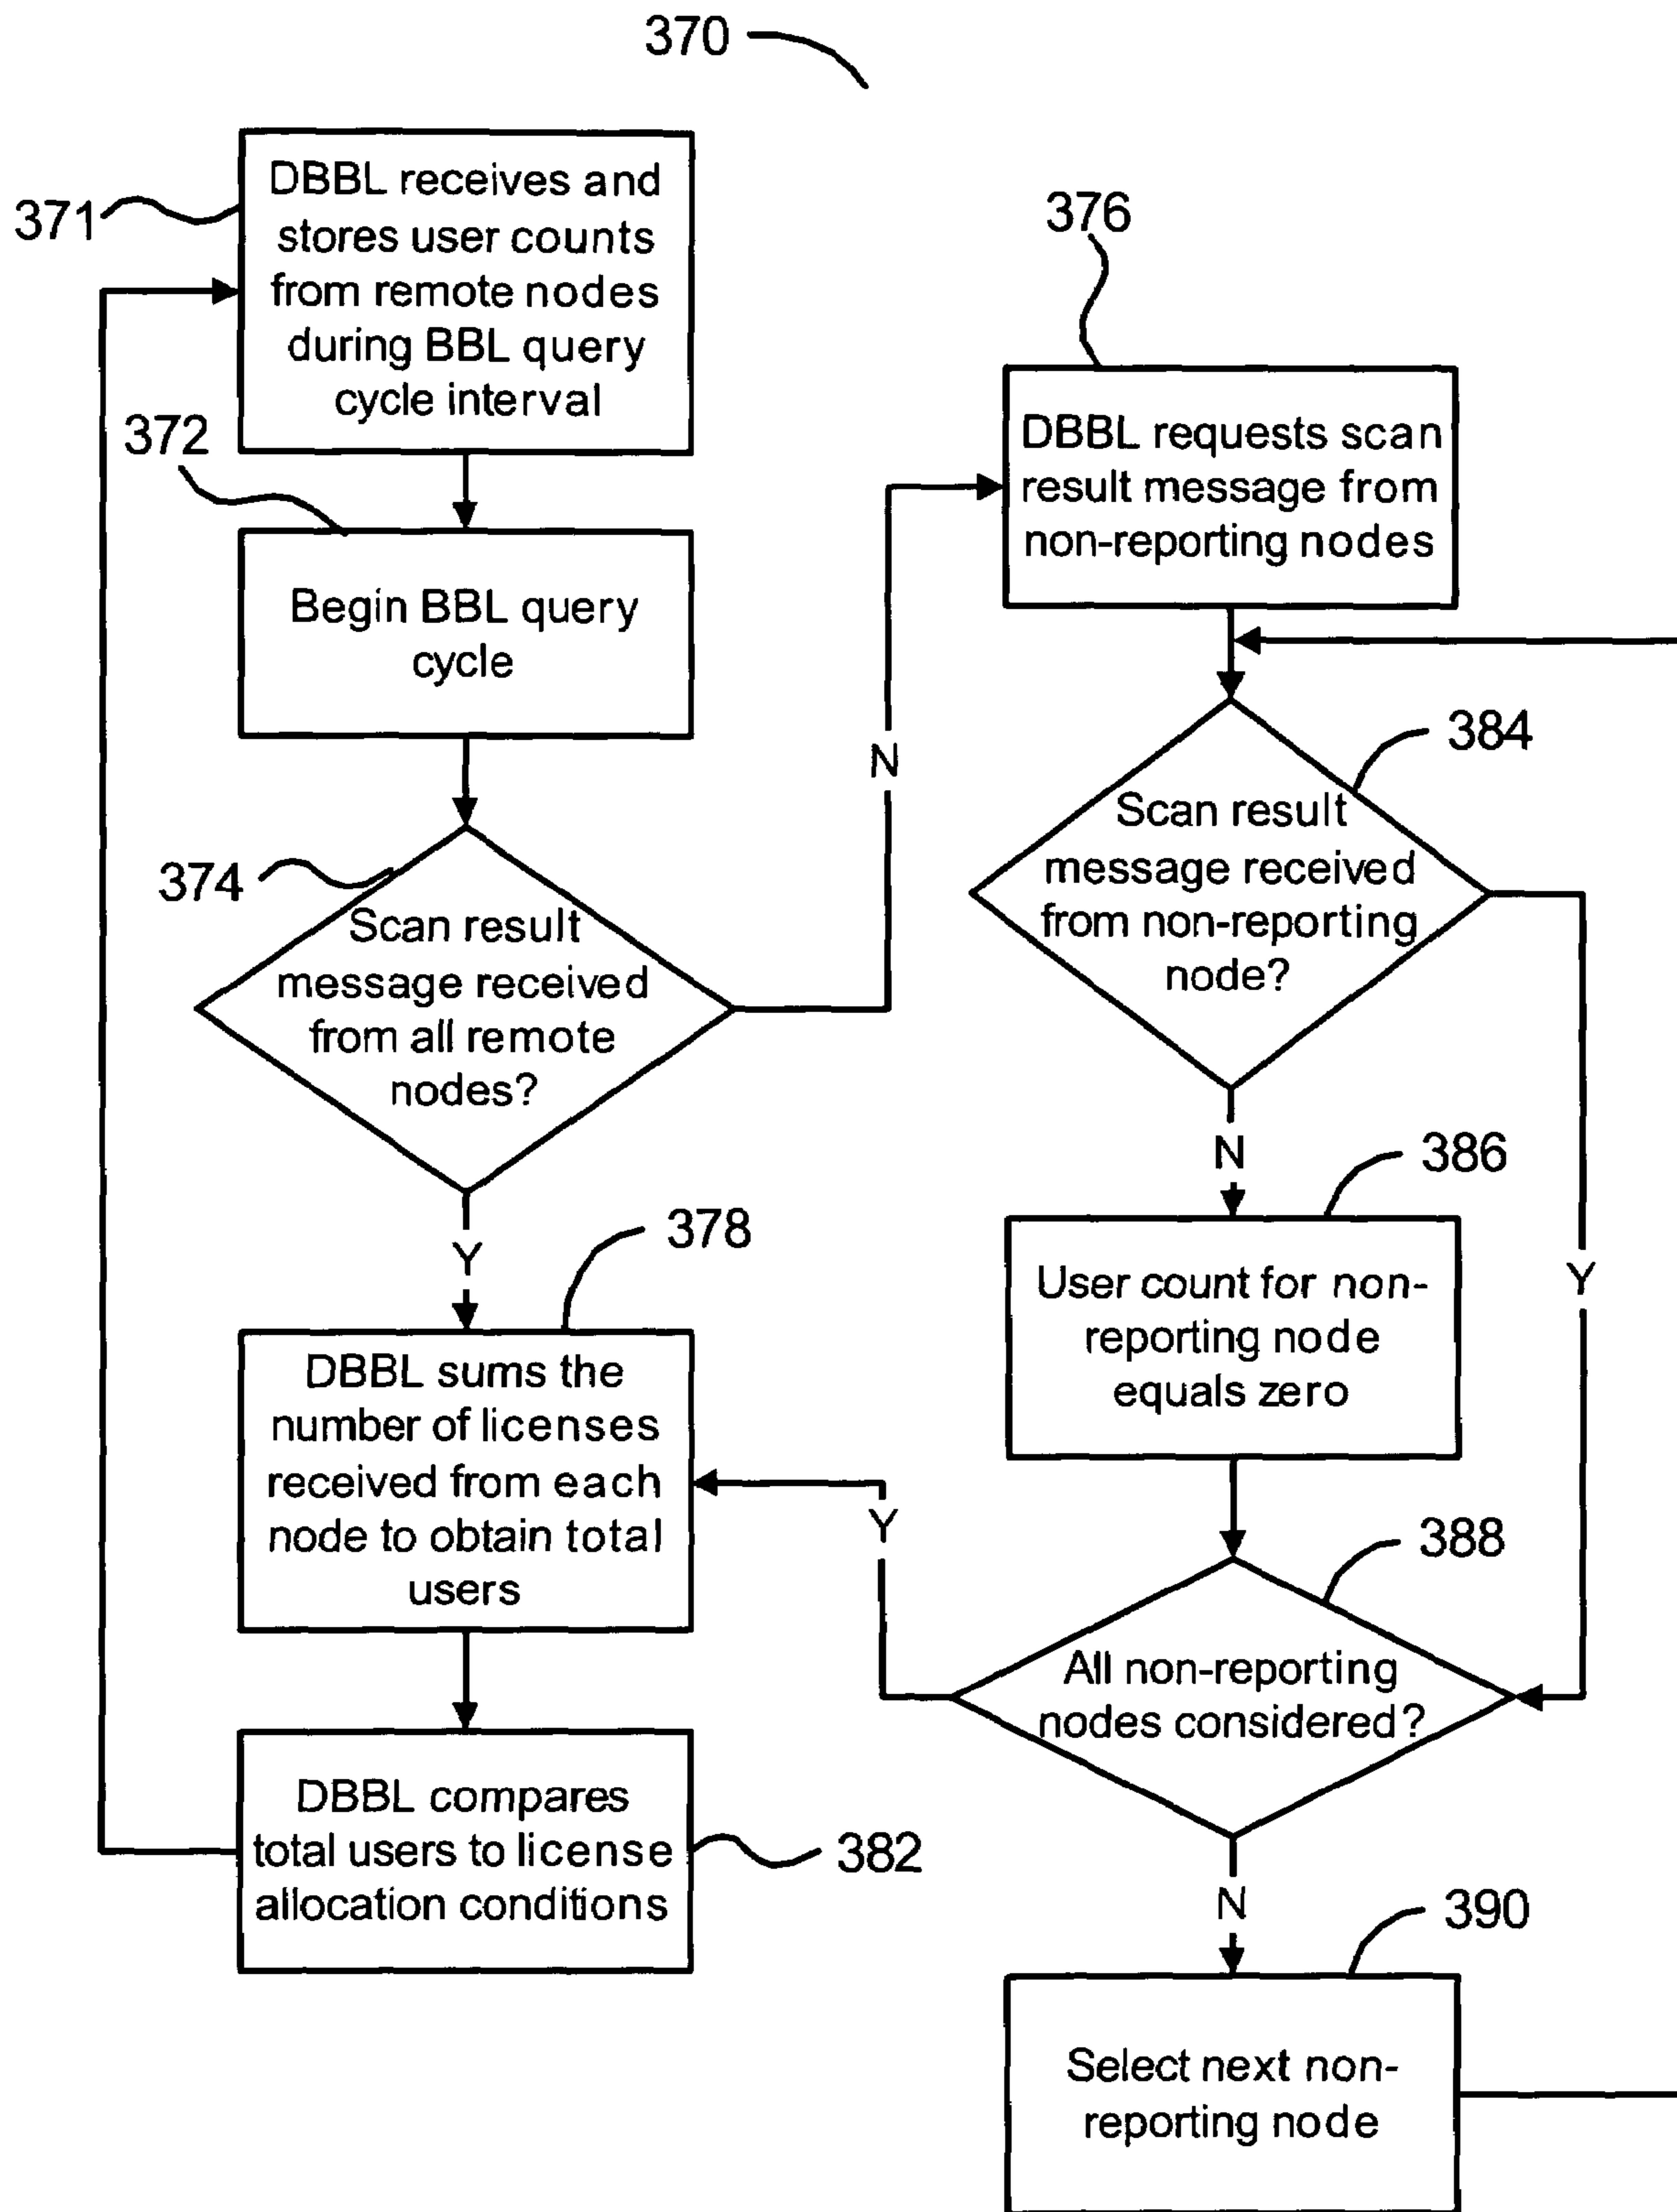 370
371
DBBL receives and
stores user counts
from remote nodes
during BBL query
cycle interval
372
Begin BBL query
cycle
374
Scan result
message received
from all remote
nodes?
N
Y
378
DBBL sums the
number of licenses
received from each
node to obtain total
users
DBBL compares
total users to license
allocation conditions
382
376
DBBL requests scan
result message from
non-reporting nodes
384
Scan result
message received
from non-reporting
node?
N
Y
386
User count for non-
reporting node
equals zero
388
All non-reporting
nodes considered?
Y
N
390
Select next non-
reporting node